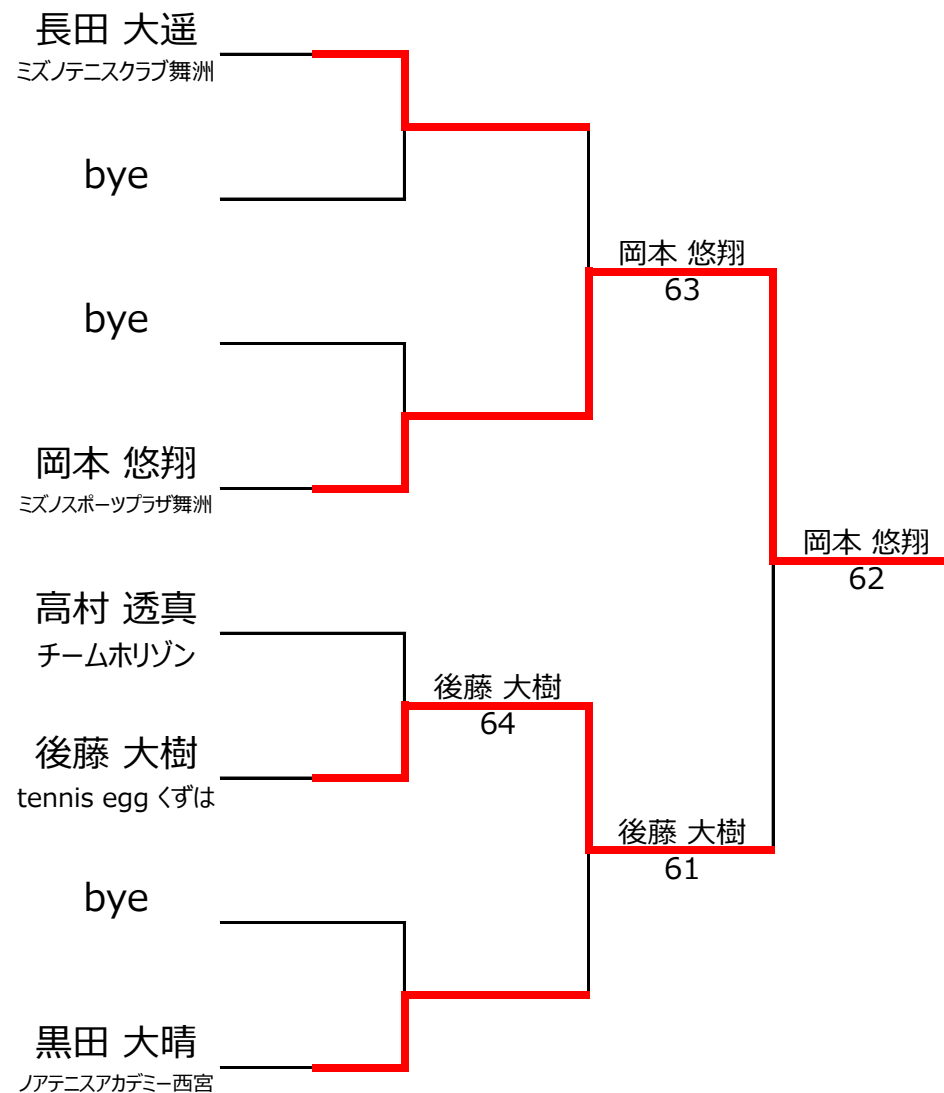 長田 大遥
ミズノテニスクラブ舞洲
bye
bye
岡本 悠翔
ミズノスポーツプラザ舞洲
高村 透真
チームホリゾン
後藤 大樹
tennis egg くずは
bye
黒田 大晴
ノアテニスアカデミー西宮
後藤 大樹
64
岡本 悠翔
63
後藤 大樹
61
岡本 悠翔
62